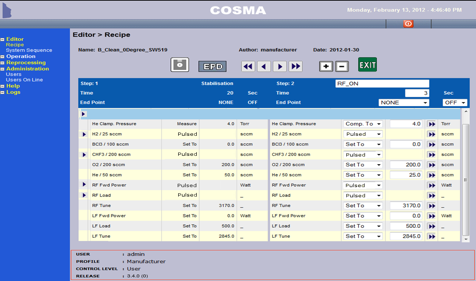 COSMA
Monday, February 13, 2012 - 4:46:40 PM
Editor
Recipe
System Sequence
Operation
Reprocessing
Administration
Users
Users On Line
Help
Logs
Editor > Recipe
Name: B_Clean_0Degree_SW519 Author: manufacturer Date: 2012-01-30
EPD EXIT
Step: 1 Stabilisation Step: 2 RF_ON
Time 20 Sec Time 3 Sec
End Point NONE OFF End Point NONE OFF
He Clamp. Pressure Measure 4.0 Torr He Clamp. Pressure Comp. To 4.0 Torr
H2 / 25 sccm Pulsed sccm H2 / 25 sccm Pulsed sccm
BCl3 / 100 sccm Set To 0.0 sccm BCl3 / 100 sccm Set To 0.0 sccm
CHF3 / 200 sccm Pulsed sccm CHF3 / 200 sccm Pulsed sccm
O2 / 200 sccm Set To 200.0 sccm O2 / 200 sccm Set To 200.0 sccm
He / 50 sccm Set To 50.0 sccm He / 50 sccm Set To 25.0 sccm
RF Fwd Power Pulsed Watt RF Fwd Power Pulsed Watt
RF Load Pulsed _ RF Load Pulsed _
RF Tune Set To 3170.0 _ RF Tune Set To 3170.0 _
LF Fwd Power Set To 0.0 Watt LF Fwd Power Set To 0.0 Watt
LF Load Set To 500.0 _ LF Load Set To 500.0 _
LF Tune Set To 2845.0 _ LF Tune Set To 2845.0 _
USER : admin
PROFILE : Manufacturer
CONTROL LEVEL : User
RELEASE : 3.4.0 (0)